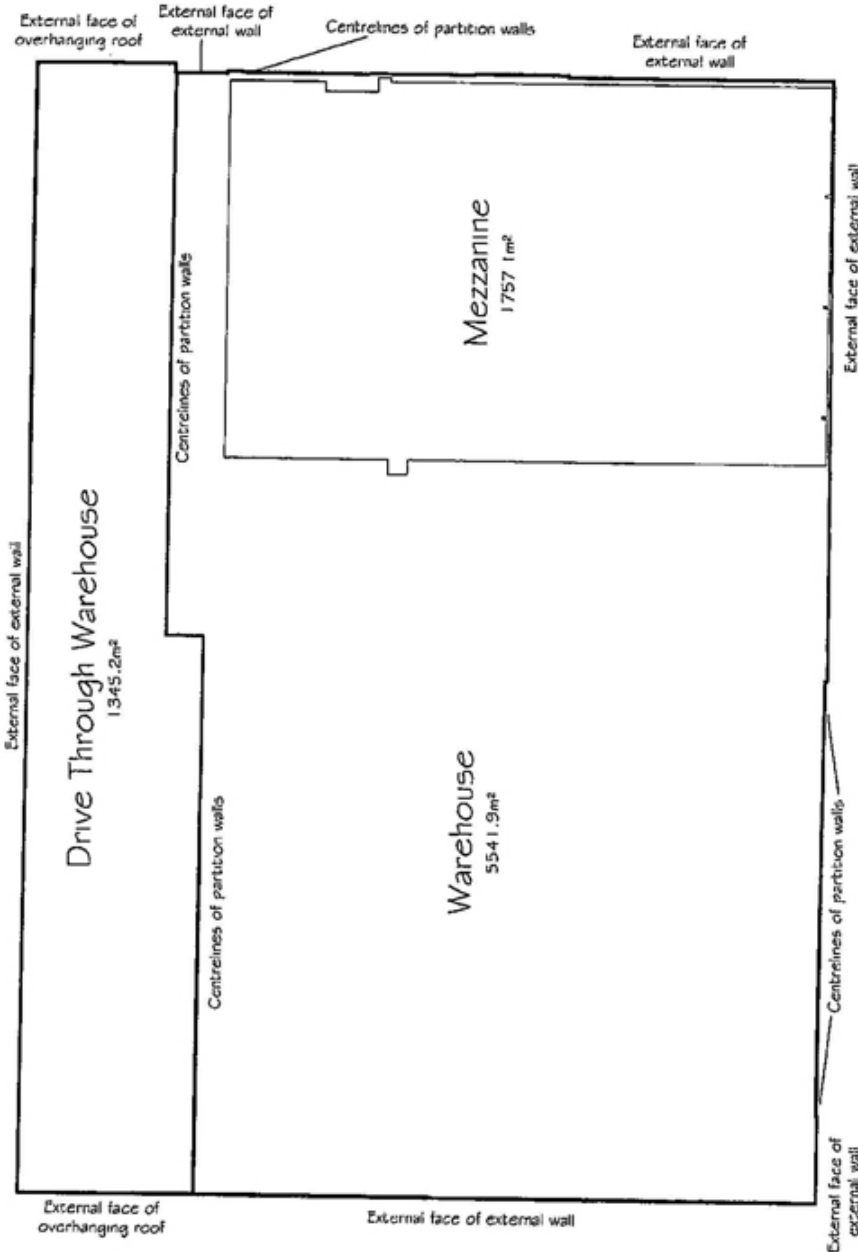 External face of
overhanging roof
External face of
external wall
Centrelines of partition walls
External face of
external wall
External face of external wall
Centrelines of partition walls
Mezzanine
1757.1m²
External face of external wall
Drive Through Warehouse
1345.2m²
Centrelines of partition walls
Warehouse
5541.9m²
Centrelines of partition walls
External face of
overhanging roof
External face of external wall
External face of
external wall